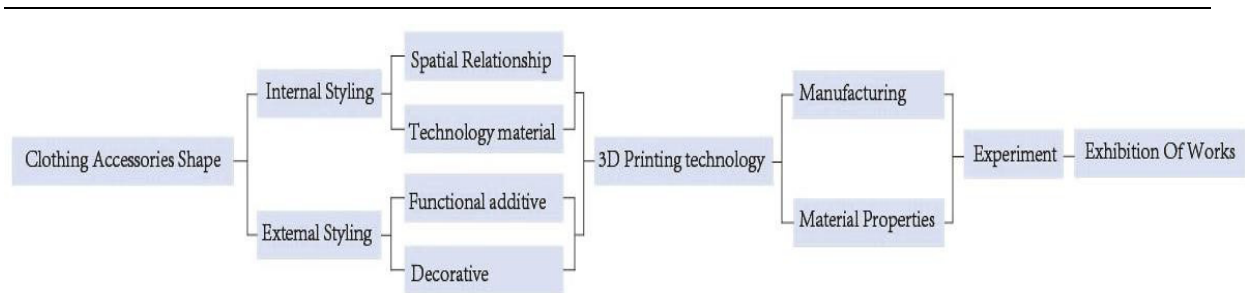 Clothing Accessories Shape
Internal Styling
External Styling
Spatial Relationship
Technology material
Functional additive
Decorative
3D Printing technology
Manufacturing
Material Properties
Experiment
Exhibition Of Works